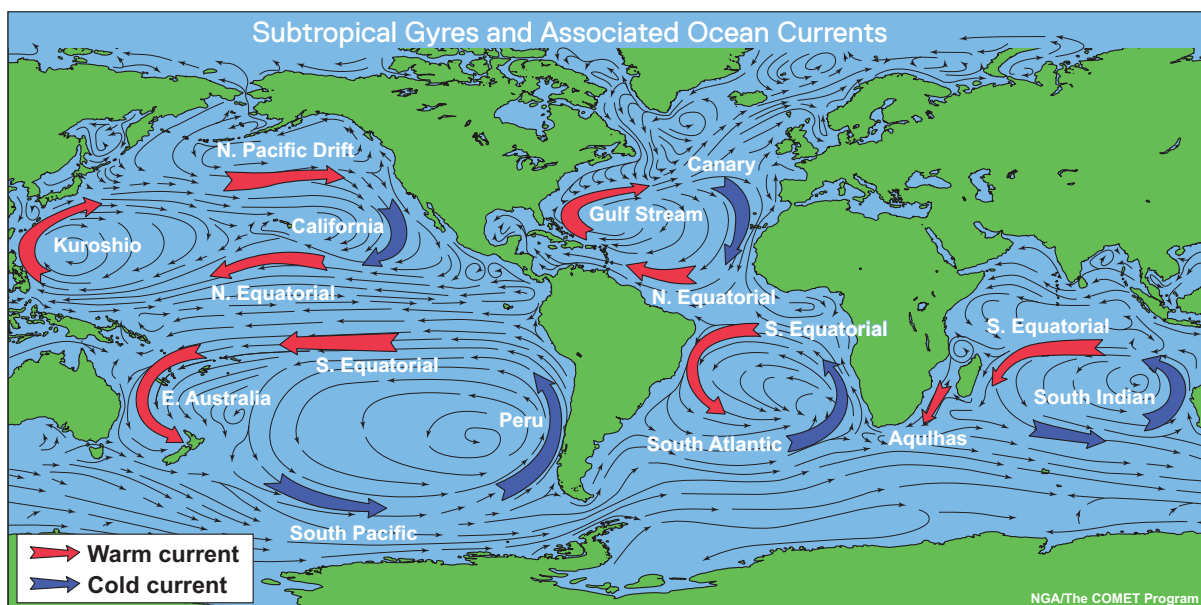 Subtropical Gyres and Associated Ocean Currents
N. Pacific Drift
Canary
Gulf Stream
California
Kuroshio
N. Equatorial
N. Equatorial
S. Equatorial
S. Equatorial
S. Equatorial
E. Australia
Peru
South Indian
South Atlantic
Aqulhas
South Pacific
Warm current
Cold current
NGA/The COMET Program